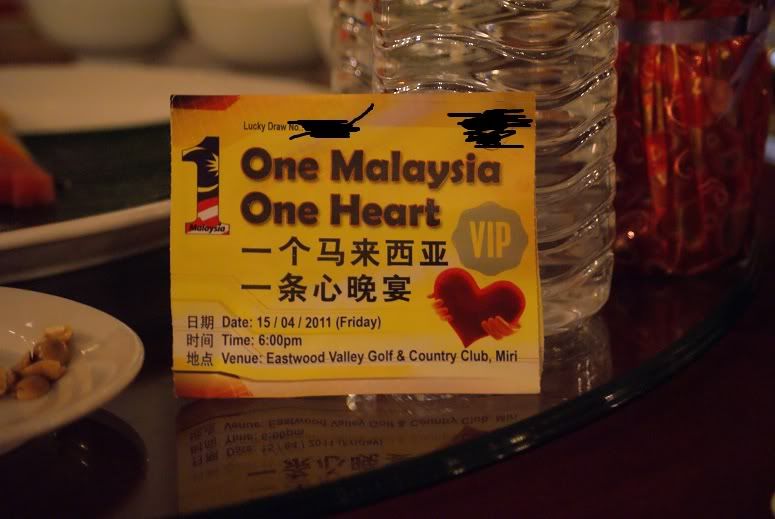 Lucky Draw No.
1
Malaysia
One Malaysia
One Heart
VIP
一个马来西亚
一条心晚宴
日期 Date: 15 / 04 / 2011 (Friday)
时间 Time: 6:00pm
地点 Venue: Eastwood Valley Golf & Country Club, Miri